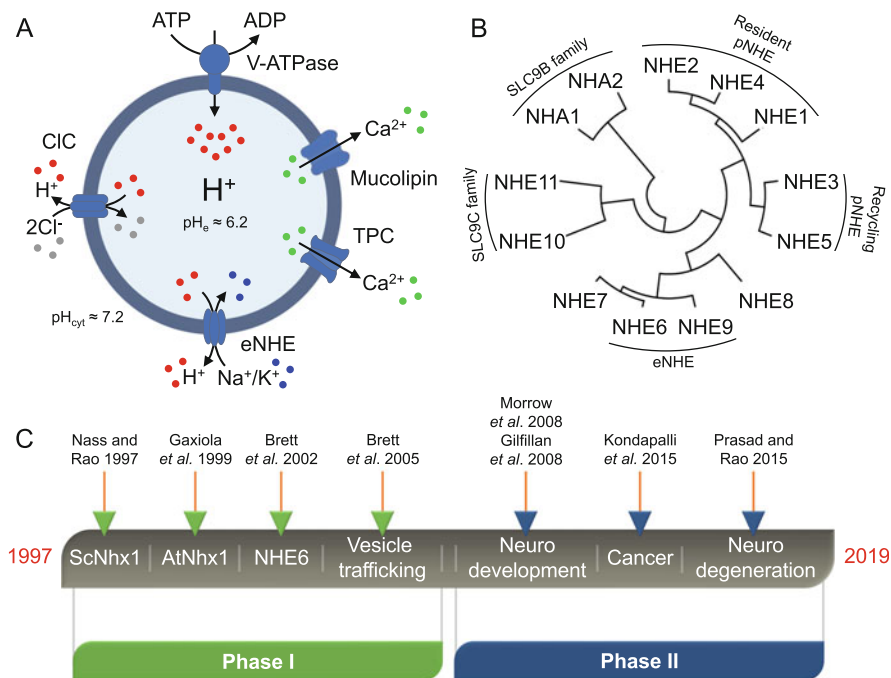 A
ATP
ADP
V-ATPase
ClC
H+
2Cl-
H+
pHe ≈ 6.2
Ca2+
Mucolipin
TPC
Ca2+
pHcyt ≈ 7.2
eNHE
H+
Na+/K+
B
SLC9B family
Resident
pNHE
NHA2
NHA1
NHE2
NHE4
NHE1
SLC9C family
NHE11
NHE10
NHE3
NHE5
Recycling
pNHE
NHE7
NHE6
NHE9
NHE8
eNHE
C
Nass and
Rao 1997
Gaxiola
et al. 1999
Brett
et al. 2002
Brett
et al. 2005
Morrow
et al. 2008
Gilfillan
et al. 2008
Kondapalli
et al. 2015
Prasad and
Rao 2015
1997
ScNhx1
AtNhx1
NHE6
Vesicle
trafficking
Neuro
development
Cancer
Neuro
degeneration
2019
Phase I
Phase II